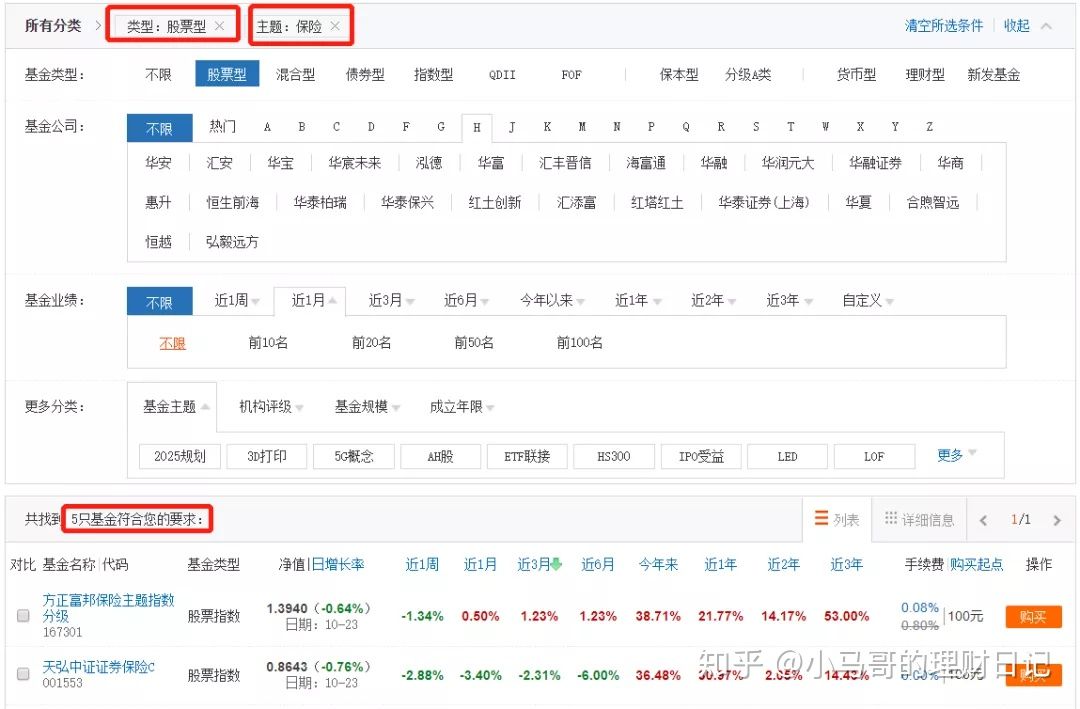 所有分类 > 类型：股票型 × 主题：保险 × 清空所选条件 收起
基金类型： 不限 股票型 混合型 债券型 指数型 QDII FOF 保本型 分级A类 货币型 理财型 新发基金
基金公司： 不限 热门 A B C D F G H J K M N P Q R S T W X Y Z
华安 汇安 华宝 华宸未来 泓德 华富 汇丰晋信 海富通 华融 华润元大 华融证券 华商
惠升 恒生前海 华泰柏瑞 华泰保兴 红土创新 汇添富 红塔红土 华泰证券(上海) 华夏 合煦智远
恒越 弘毅远方
基金业绩： 不限 近1周 近1月 近3月 近6月 今年以来 近1年 近2年 近3年 自定义
不限 前10名 前20名 前50名 前100名
更多分类： 基金主题 机构评级 基金规模 成立年限
2025规划 3D打印 5G概念 AH股 ETF联接 HS300 IPO受益 LED LOF 更多
共找到 5只基金符合您的要求： 列表 详细信息 < 1/1 >
对比 基金名称|代码 基金类型 净值|日增长率 近1周 近1月 近3月 近6月 今年来 近1年 近2年 近3年 手续费 购买起点 操作
方正富邦保险主题指数分级 167301 股票指数 1.3940（-0.64%） 日期：10-23 -1.34% 0.50% 1.23% 1.23% 38.71% 21.77% 14.17% 53.00% 0.08% 0.80% 100元 购买
天弘中证证券保险C 001553 股票指数 0.8643（-0.76%） 日期：10-23 -2.88% -3.40% -2.31% -6.00% 36.48%
知乎 @小马哥的理财日记